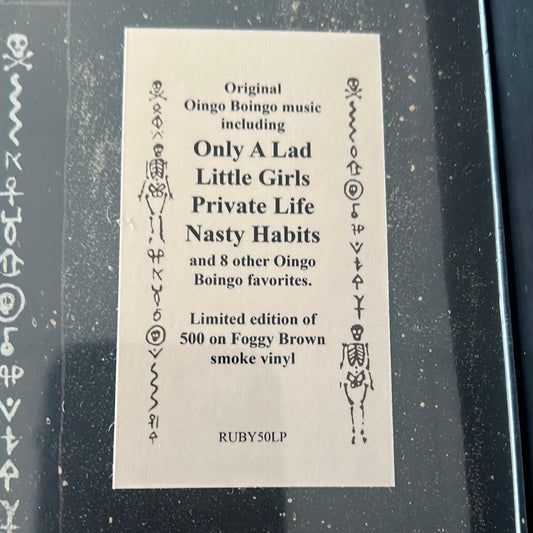 Original
Oingo Boingo music
including
Only A Lad
Little Girls
Private Life
Nasty Habits
and 8 other Oingo
Boingo favorites.
Limited edition of
500 on Foggy Brown
smoke vinyl
RUBY50LP